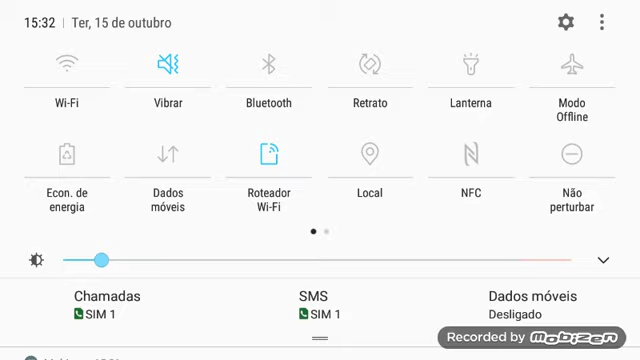 15:32 | Ter, 15 de outubro
Wi-Fi
Vibrar
Bluetooth
Retrato
Lanterna
Modo
Offline
Econ. de
energia
Dados
móveis
Roteador
Wi-Fi
Local
NFC
Não
perturbar
Chamadas
SIM 1
SMS
SIM 1
Dados móveis
Desligado
Recorded by Mobizen